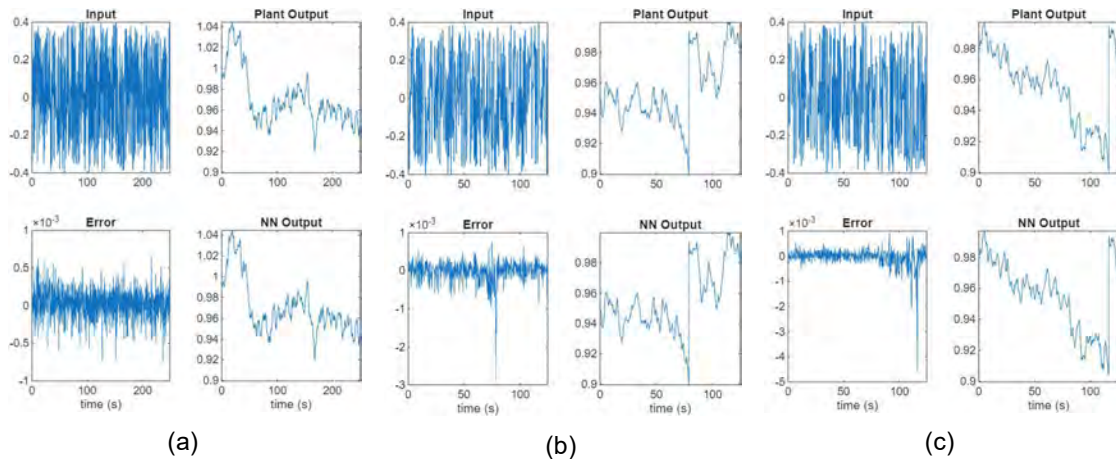 Input Plant Output Input Plant Output Input Plant Output
0.4 0.4 0.4
1.04
0.98 0.98
0.2 1.02 0.2 0.2
1 0.96 0.96
0 0.98 0 0
0.96 0.94 0.94
-0.2 0.94 -0.2 -0.2
0.92 0.92 0.92
-0.4 0.9 -0.4 0.9 -0.4 0.9
0 100 200 0 100 200 0 50 100 0 50 100 0 50 100 0 50 100
×10-3 Error NN Output ×10-3 Error NN Output ×10-3 Error NN Output
1 1.04 1 1
0.98 0.98
0.5 1.02 0 0
1 0 0.96 -1 0.96
0 0.98 -1 -2
0.96 0.94 0.94
-0.5 0.94 -2 -3
0.92 0.92 -4 0.92
-1 0.9 -3 0.9 -5 0.9
0 100 200 0 100 200 0 50 100 0 50 100 0 50 100 0 50 100
time (s) time (s) time (s) time (s) time (s) time (s)
(a) (b) (c)